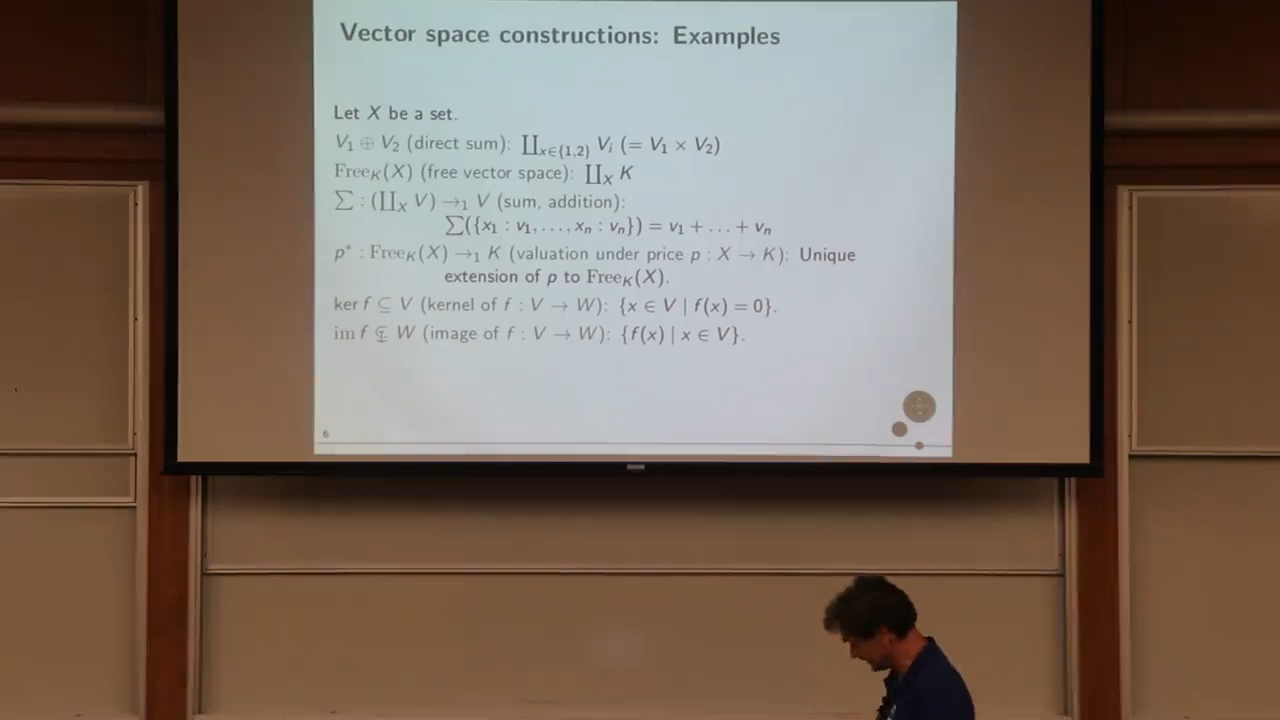 Vector space constructions: Examples
Let X be a set.
V₁ ⊕ V₂ (direct sum): ∐ₓ∈{1,2} Vᵢ (= V₁ × V₂)
Free_K(X) (free vector space): ∐_X K
∑ : (∐_X V) →₁ V (sum, addition):
∑({x₁ : v₁, . . . , xₙ : vₙ}) = v₁ + . . . + vₙ
p* : Free_K(X) →₁ K (valuation under price p : X → K): Unique
extension of p to Free_K(X).
ker f ⊆ V (kernel of f : V → W): {x ∈ V | f(x) = 0}.
im f ⊆ W (image of f : V → W): {f(x) | x ∈ V}.
6